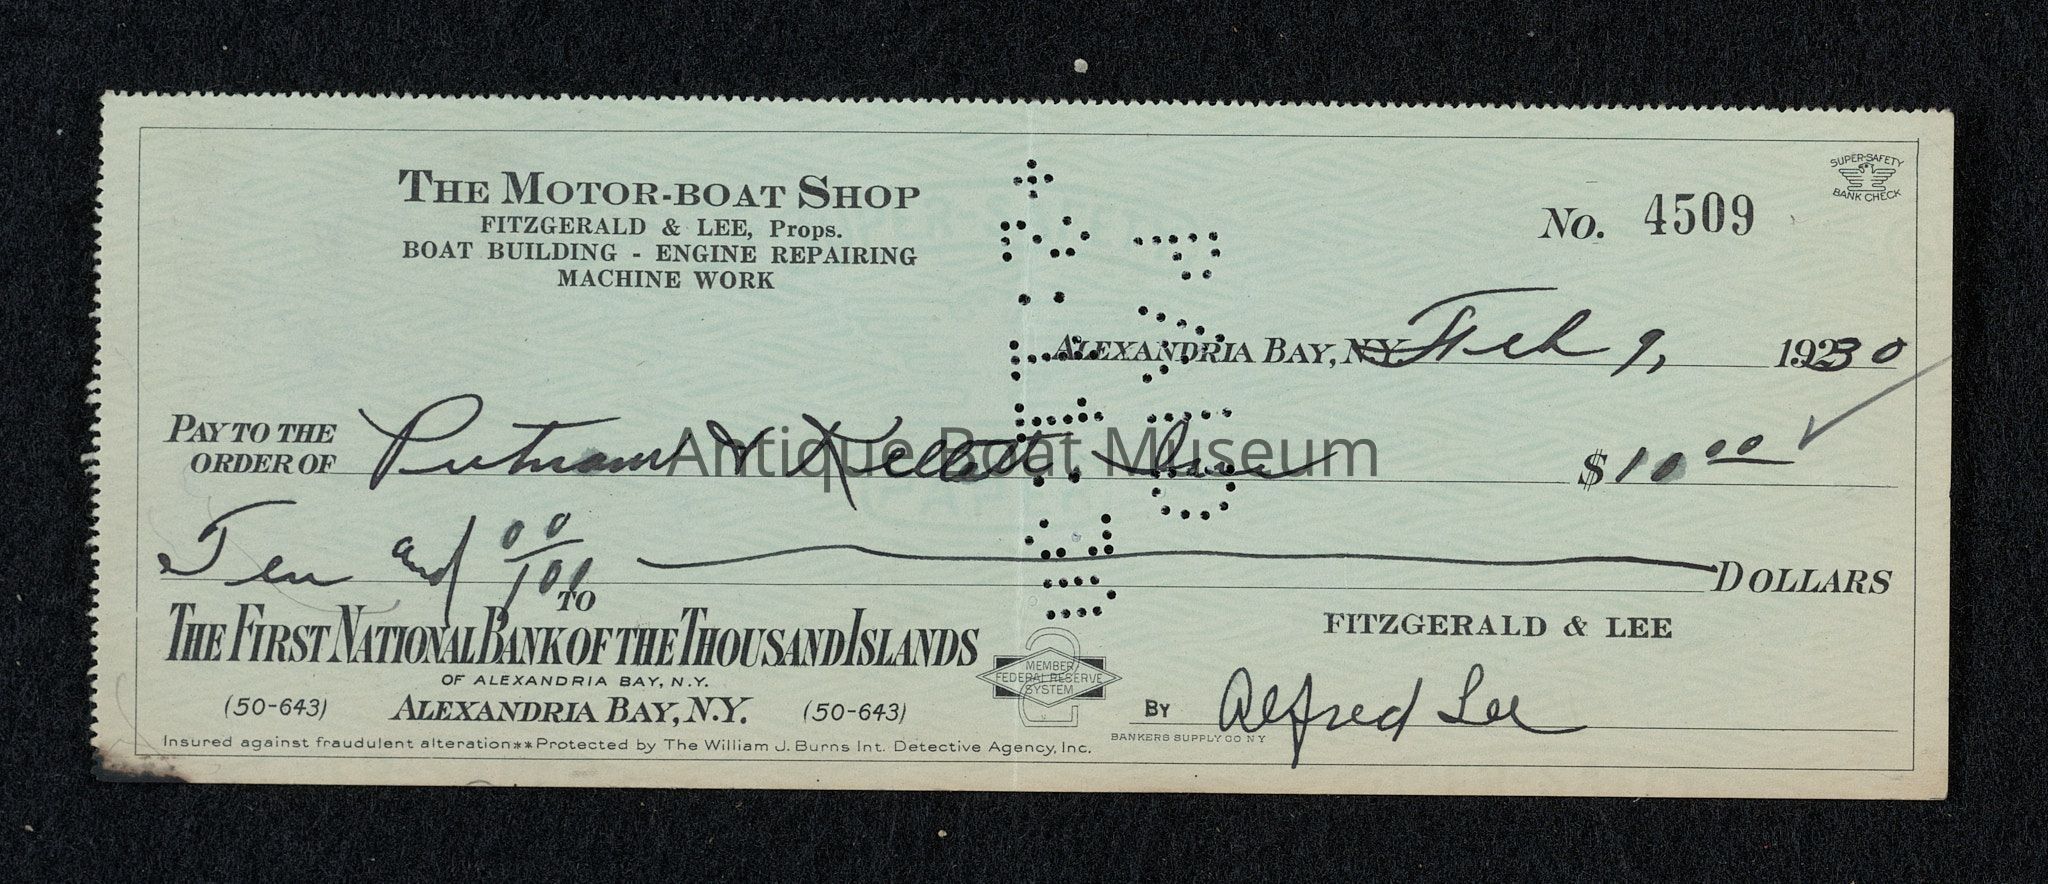 THE MOTOR-BOAT SHOP
FITZGERALD & LEE, Props.
BOAT BUILDING - ENGINE REPAIRING
MACHINE WORK
SUPER-SAFETY
BANK CHECK
No. 4509
ALEXANDRIA BAY, N.Y. Feb 9, 1930
PAY TO THE
ORDER OF Putnam & Kellett, Inc $10 00
Ten and 00/100 DOLLARS
TO
THE FIRST NATIONAL BANK OF THE THOUSAND ISLANDS
OF ALEXANDRIA BAY, N.Y.
(50-643) ALEXANDRIA BAY, N.Y. (50-643)
MEMBER
FEDERAL RESERVE
SYSTEM
FITZGERALD & LEE
BY Alfred Lee
BANKERS SUPPLY CO NY
Insured against fraudulent alteration**Protected by The William J. Burns Int. Detective Agency, Inc.
Antique Boat Museum